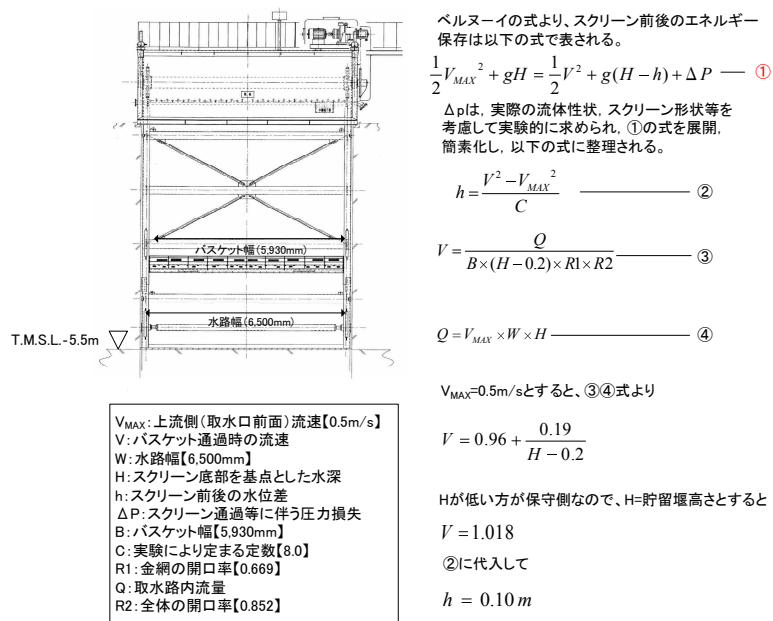 バスケット幅(5,930mm)
水路幅(6,500mm)
T.M.S.L.-5.5m
V_MAX:上流側(取水口前面)流速【0.5m/s】
V:バスケット通過時の流速
W:水路幅【6,500mm】
H:スクリーン底部を基点とした水深
h:スクリーン前後の水位差
ΔP:スクリーン通過等に伴う圧力損失
B:バスケット幅【5,930mm】
C:実験により定まる定数【8.0】
R1:金網の開口率【0.669】
Q:取水路内流量
R2:全体の開口率【0.852】
ベルヌーイの式より、スクリーン前後のエネルギー
保存は以下の式で表される。
1/2 V_MAX² + gH = 1/2 V² + g(H − h) + ΔP ― ①
Δpは, 実際の流体性状, スクリーン形状等を
考慮して実験的に求められ, ①の式を展開,
簡素化し, 以下の式に整理される。
h = (V² − V_MAX²) / C ― ②
V = Q / (B×(H−0.2)×R1×R2) ― ③
Q = V_MAX × W × H ― ④
V_MAX=0.5m/sとすると、③④式より
V = 0.96 + 0.19 / (H − 0.2)
Hが低い方が保守側なので、H=貯留堰高さとすると
V = 1.018
②に代入して
h = 0.10 m